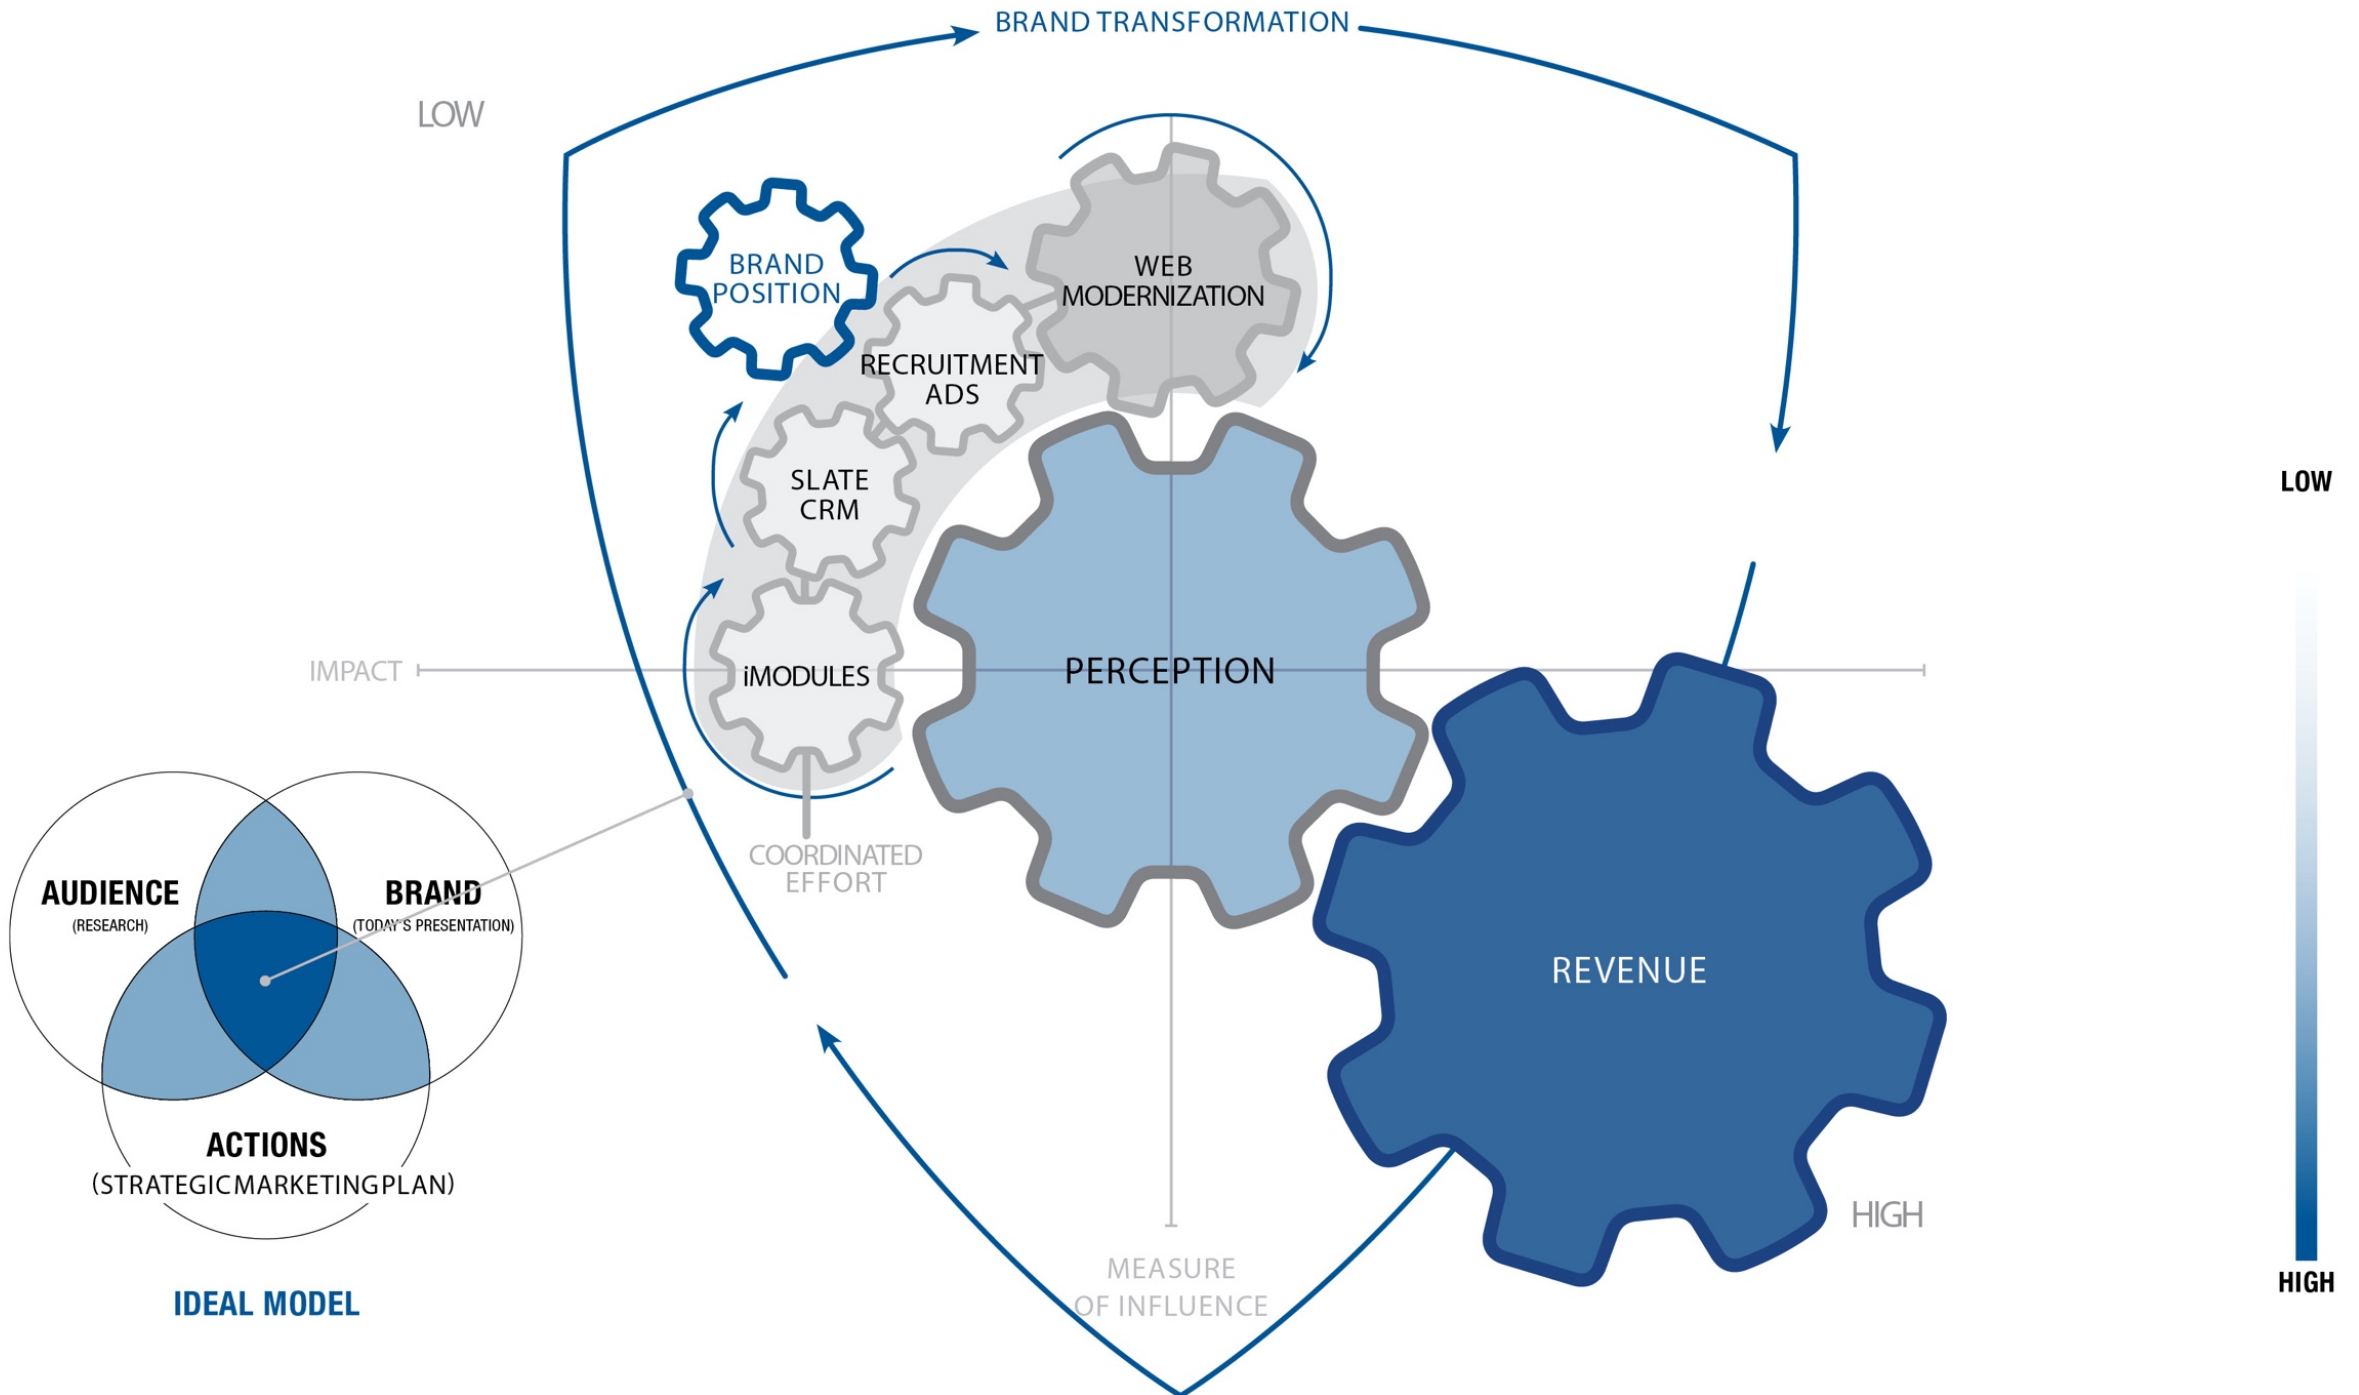 BRAND TRANSFORMATION
LOW
BRAND
POSITION
WEB
MODERNIZATION
RECRUITMENT
ADS
SLATE
CRM
LOW
iMODULES
PERCEPTION
IMPACT
COORDINATED
EFFORT
AUDIENCE
(RESEARCH)
BRAND
(TODAY'S PRESENTATION)
REVENUE
ACTIONS
(STRATEGIC MARKETING PLAN)
HIGH
MEASURE
OF INFLUENCE
HIGH
IDEAL MODEL